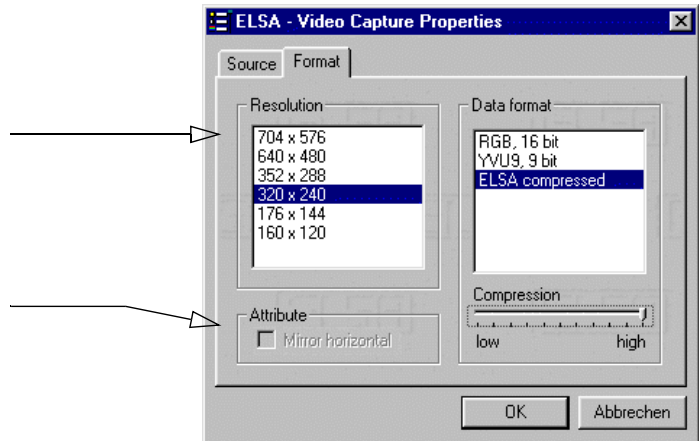 ELSA - Video Capture Properties
Source Format
Resolution
704 x 576
640 x 480
352 x 288
320 x 240
176 x 144
160 x 120
Data format
RGB, 16 bit
YVU9, 9 bit
ELSA compressed
Attribute
Mirror horizontal
Compression
low high
OK Abbrechen